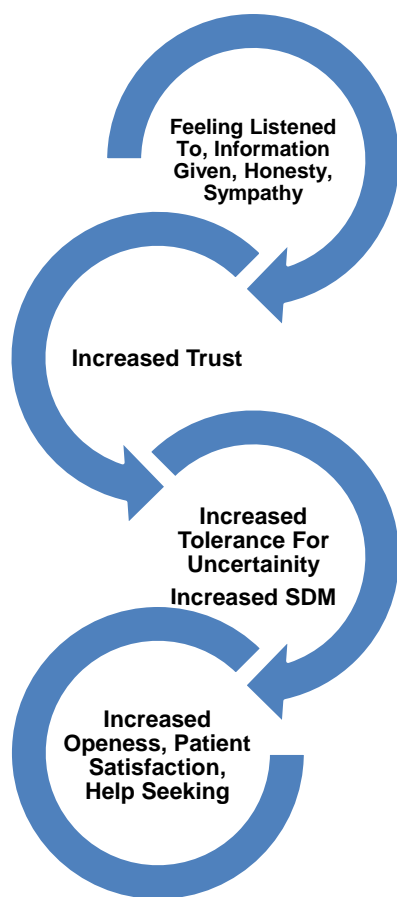 Feeling Listened
To, Information
Given, Honesty,
Sympathy
Increased Trust
Increased
Tolerance For
Uncertainity
Increased SDM
Increased
Openess, Patient
Satisfaction,
Help Seeking